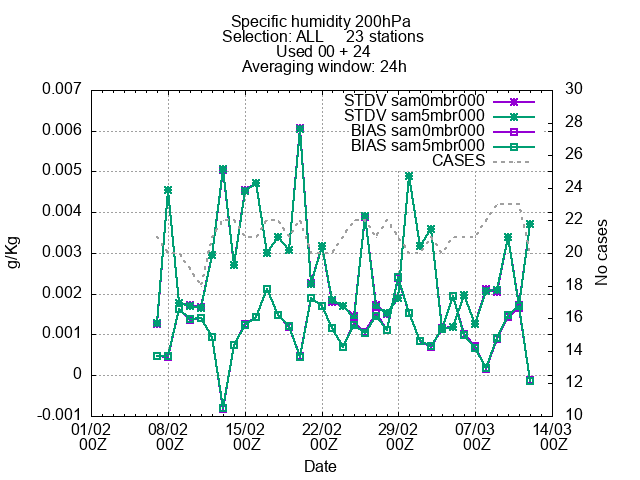 Specific humidity 200hPa
Selection: ALL 23 stations
Used 00 + 24
Averaging window: 24h
STDV sam0mbr000
STDV sam5mbr000
BIAS sam0mbr000
BIAS sam5mbr000
CASES
g/Kg
0.007
0.006
0.005
0.004
0.003
0.002
0.001
0
-0.001
30
28
26
24
22
20
18
16
14
12
10
No cases
01/02 08/02 15/02 22/02 29/02 07/03 14/03
00Z 00Z 00Z 00Z 00Z 00Z 00Z
Date